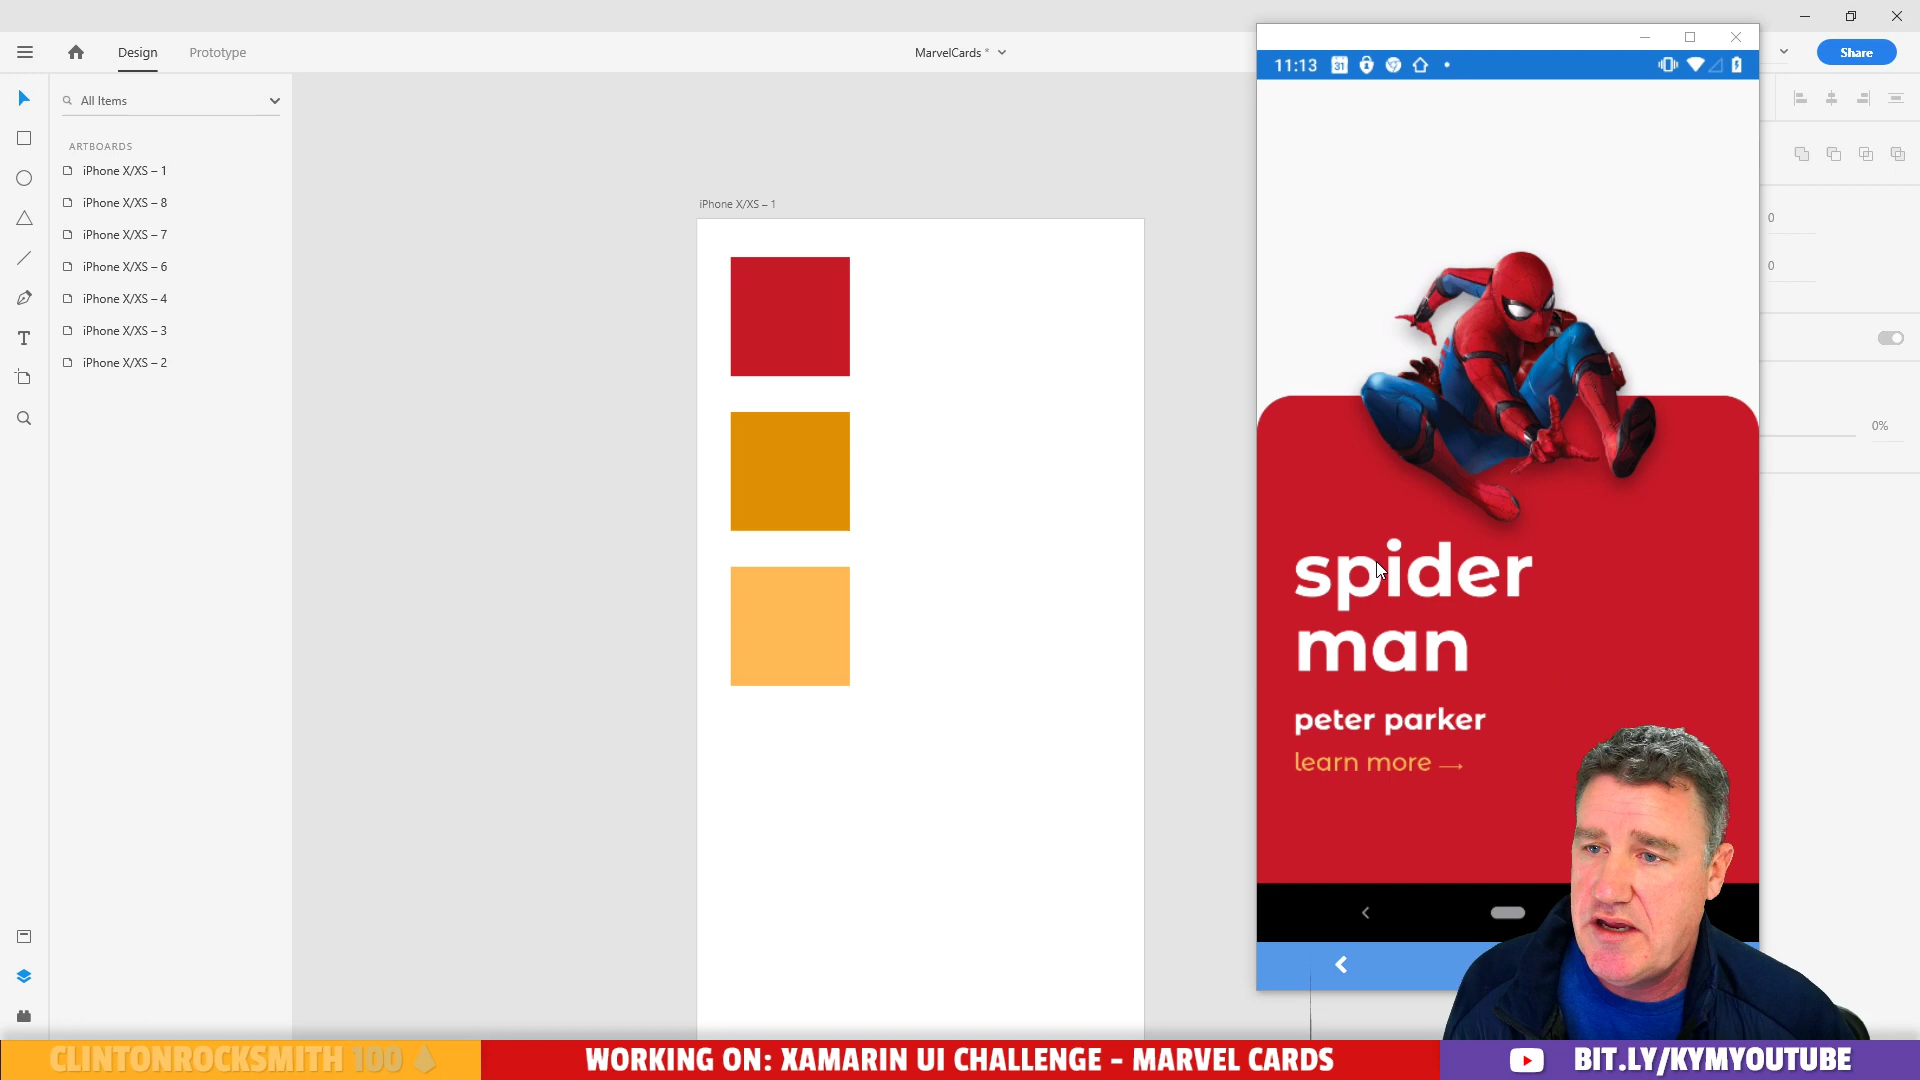 Design
Prototype
MarvelCards *
Share
All Items
ARTBOARDS
iPhone X/XS – 1
iPhone X/XS – 8
iPhone X/XS – 7
iPhone X/XS – 6
iPhone X/XS – 4
iPhone X/XS – 3
iPhone X/XS – 2
iPhone X/XS – 1
11:13
31
0
0
0%
spider
man
peter parker
learn more →
CLINTONROCKSMITH 100
WORKING ON: XAMARIN UI CHALLENGE - MARVEL CARDS
BIT.LY/KYMYOUTUBE